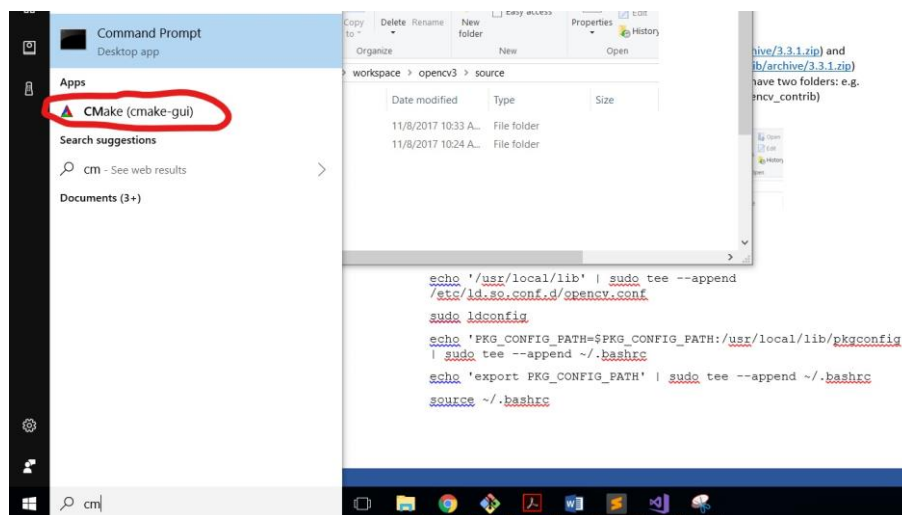 Command Prompt
Desktop app
Apps
CMake (cmake-gui)
Search suggestions
cm - See web results
Documents (3+)
cm
Copy to
Delete
Rename
New folder
Easy access
Properties
Edit
History
Organize
New
Open
workspace > opencv3 > source
Date modified
Type
Size
11/8/2017 10:33 A...
File folder
11/8/2017 10:24 A...
File folder
hive/3.3.1.zip) and
ib/archive/3.3.1.zip)
have two folders: e.g.
encv_contrib)
Open
Edit
History
echo '/usr/local/lib' | sudo tee --append
/etc/ld.so.conf.d/opencv.conf
sudo ldconfig
echo 'PKG_CONFIG_PATH=$PKG_CONFIG_PATH:/usr/local/lib/pkgconfig
| sudo tee --append ~/.bashrc
echo 'export PKG_CONFIG_PATH' | sudo tee --append ~/.bashrc
source ~/.bashrc